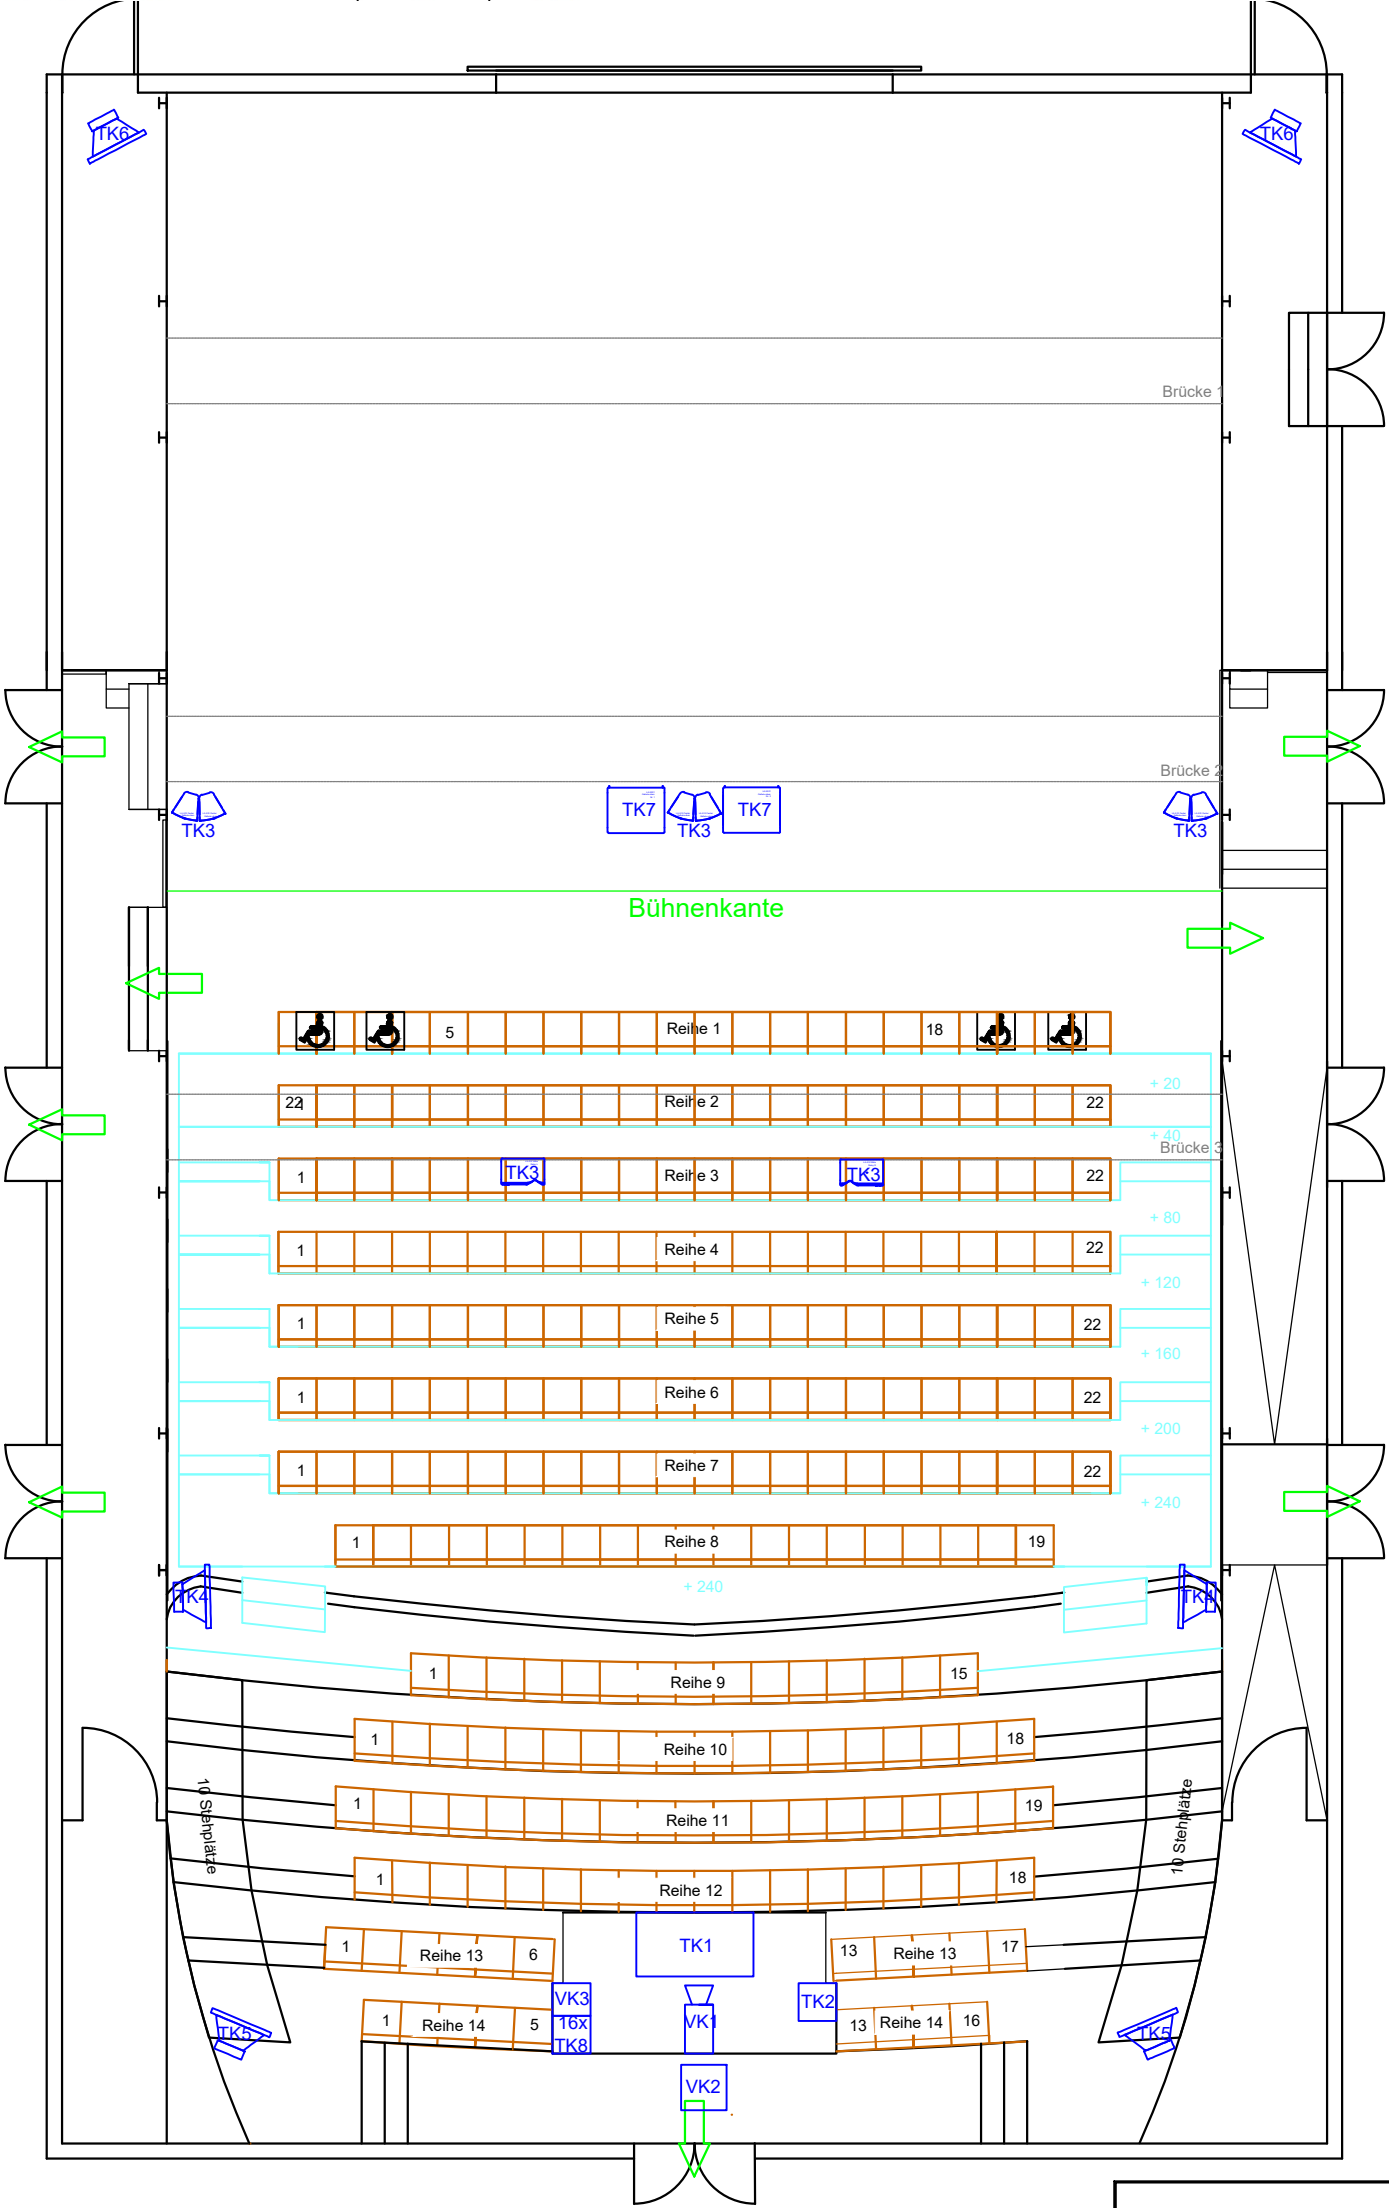 TK6 TK6
Brücke 1
Brücke 2
TK3 TK7 TK3 TK7 TK3
Bühnenkante
5 Reihe 1 18
+ 20
22 1 Reihe 2 22
+ 40
Brücke 3
1 TK3 Reihe 3 TK3 22
+ 80
1 Reihe 4 22
+ 120
1 Reihe 5 22
+ 160
1 Reihe 6 22
+ 200
1 Reihe 7 22
+ 240
1 Reihe 8 19
+ 240
TK4 TK4
1 Reihe 9 15
1 Reihe 10 18
1 Reihe 11 19
10 Stehplätze 10 Stehplätze
1 Reihe 12 18
1 Reihe 13 6 TK1 13 Reihe 13 17
VK3 TK2
1 Reihe 14 5 16x VK1 13 Reihe 14 16
TK5 TK8 TK5
VK2